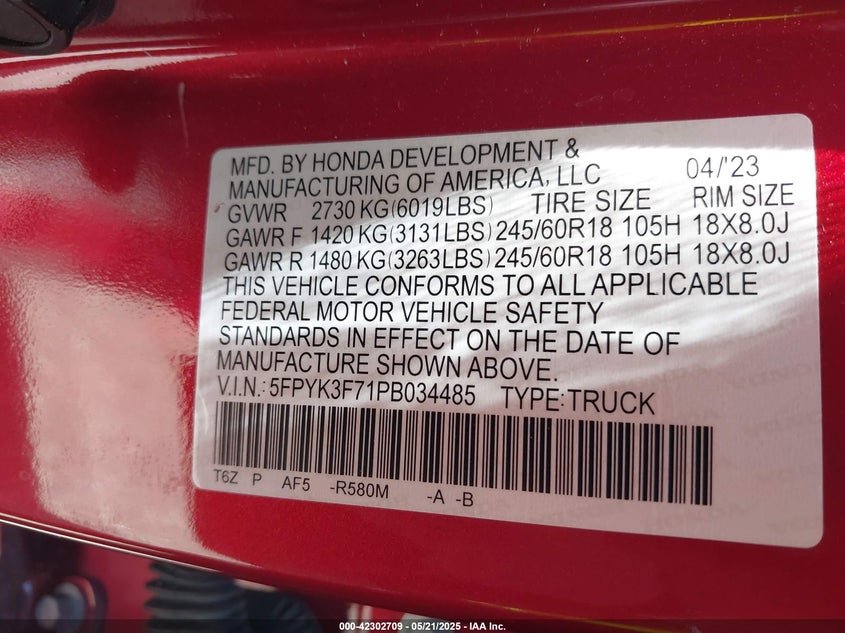 MFD. BY HONDA DEVELOPMENT &
MANUFACTURING OF AMERICA, LLC 04/'23
GVWR 2730 KG(6019LBS) TIRE SIZE RIM SIZE
GAWR F 1420 KG(3131LBS) 245/60R18 105H 18X8.0J
GAWR R 1480 KG(3263LBS) 245/60R18 105H 18X8.0J
THIS VEHICLE CONFORMS TO ALL APPLICABLE
FEDERAL MOTOR VEHICLE SAFETY
STANDARDS IN EFFECT ON THE DATE OF
MANUFACTURE SHOWN ABOVE.
V.I.N.:5FPYK3F71PB034485 TYPE:TRUCK
T6Z P AF5 -R580M -A -B
000-42302709 - 05/21/2025 - IAA Inc.